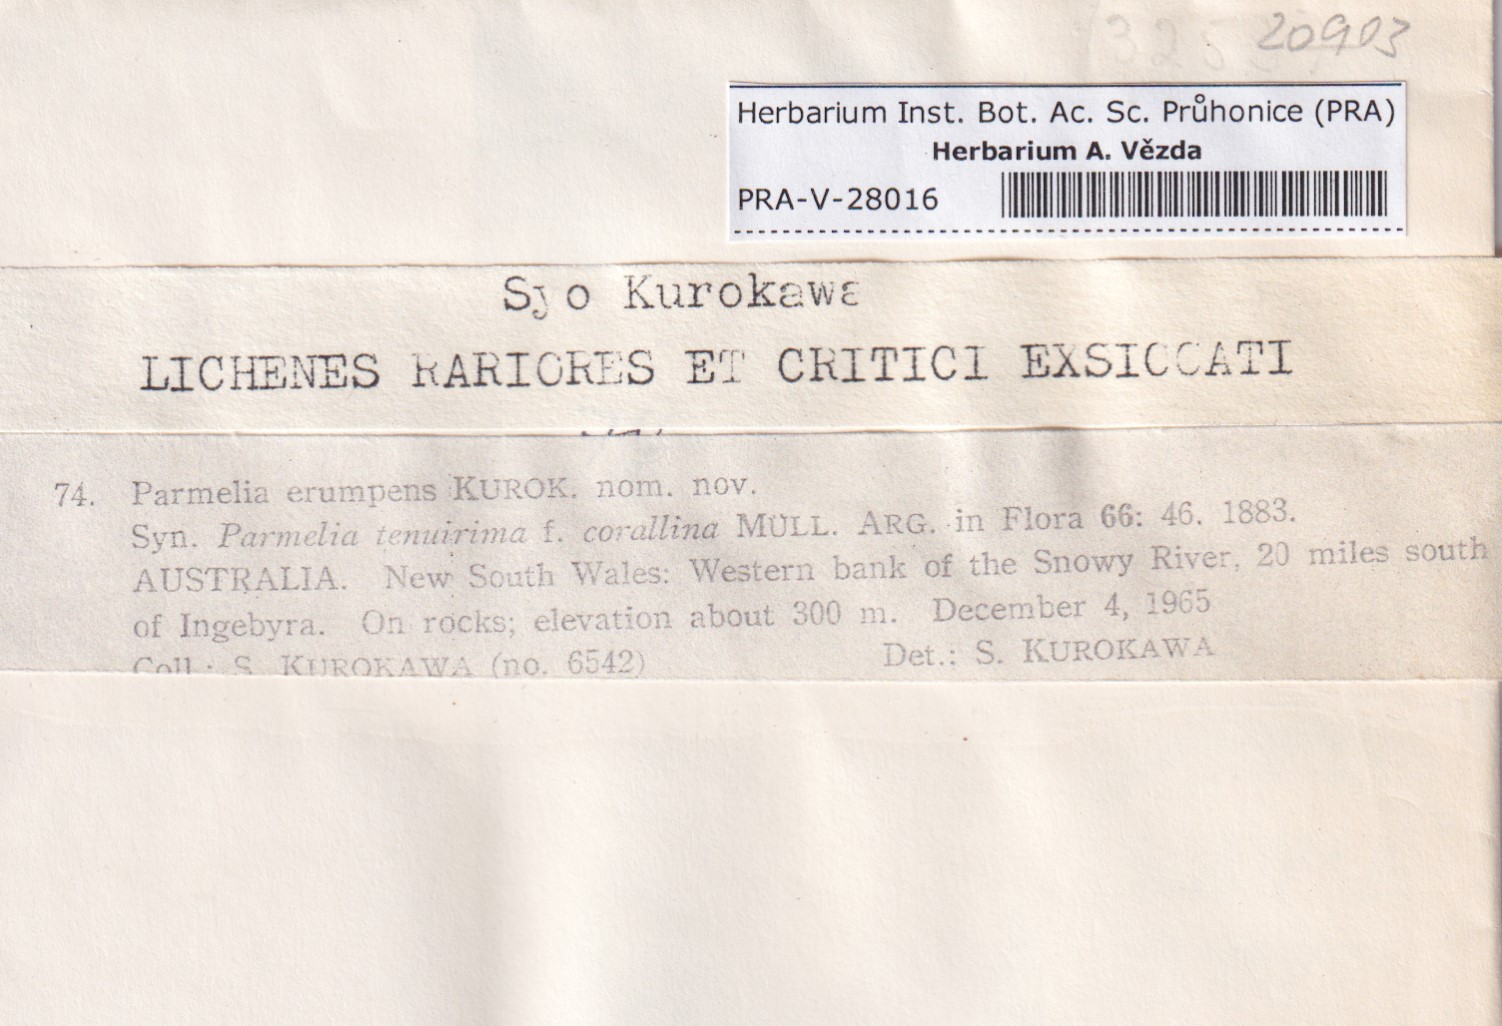 20903
Herbarium Inst. Bot. Ac. Sc. Průhonice (PRA)
Herbarium A. Vězda
PRA-V-28016
Syo Kurokawa
LICHENES RARIORES ET CRITICI EXSICCATI
74. Parmelia erumpens KUROK. nom. nov.
Syn. Parmelia tenuirima f. corallina MÜLL. ARG. in Flora 66: 46. 1883.
AUSTRALIA. New South Wales: Western bank of the Snowy River, 20 miles south
of Ingebyra. On rocks; elevation about 300 m. December 4, 1965
Coll.: S. KUROKAWA (no. 6542) Det.: S. KUROKAWA